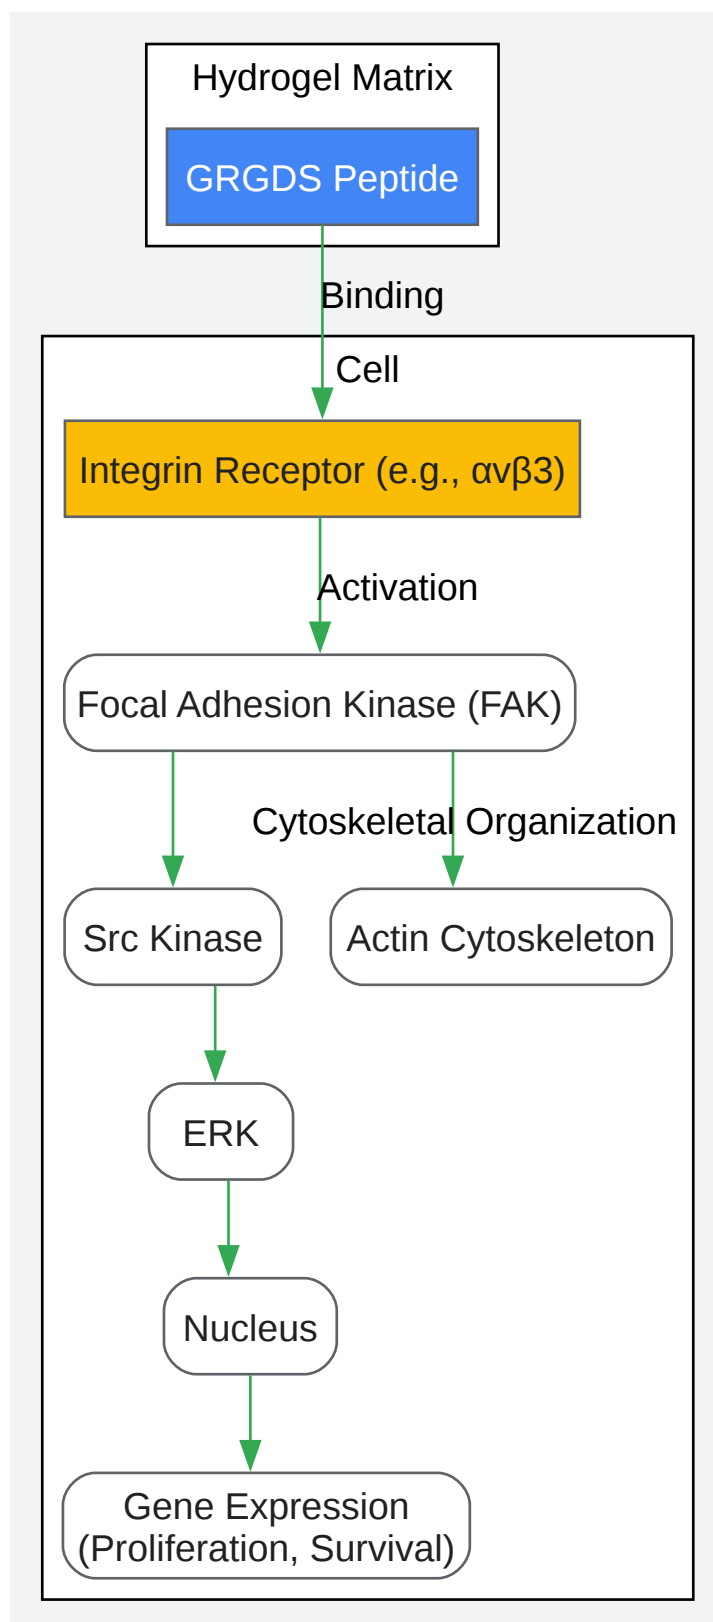 Hydrogel Matrix
GRGDS Peptide
Binding
Cell
Integrin Receptor (e.g., αvβ3)
Activation
Focal Adhesion Kinase (FAK)
Cytoskeletal Organization
Src Kinase
Actin Cytoskeleton
ERK
Nucleus
Gene Expression
(Proliferation, Survival)